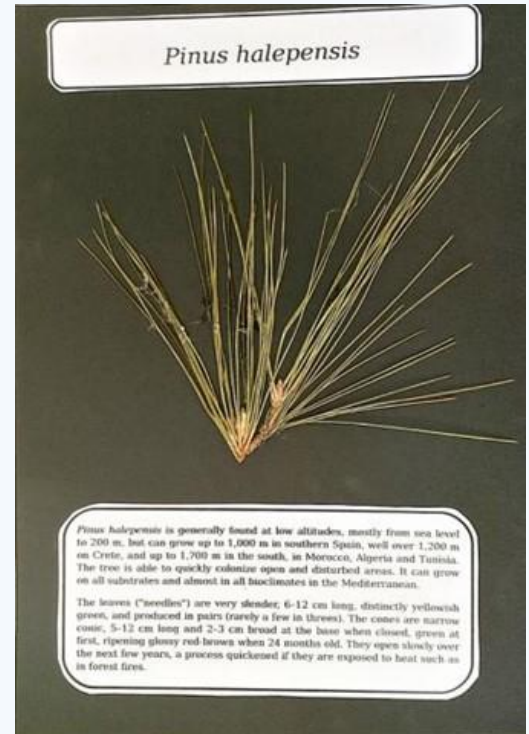 Pinus halepensis
Pinus halepensis is generally found at low altitudes, mostly from sea level
to 200 m, but can grow up to 1,000 m in southern Spain, well over 1,200 m
on Crete, and up to 1,700 m in the south, in Morocco, Algeria and Tunisia.
The tree is able to quickly colonize open and disturbed areas. It can grow
on all substrates and almost in all bioclimates in the Mediterranean.
The leaves ("needles") are very slender, 6-12 cm long, distinctly yellowish
green, and produced in pairs (rarely a few in threes). The cones are narrow
conic, 5-12 cm long and 2-3 cm broad at the base when closed, green at
first, ripening glossy red-brown when 24 months old. They open slowly over
the next few years, a process quickened if they are exposed to heat such as
in forest fires.